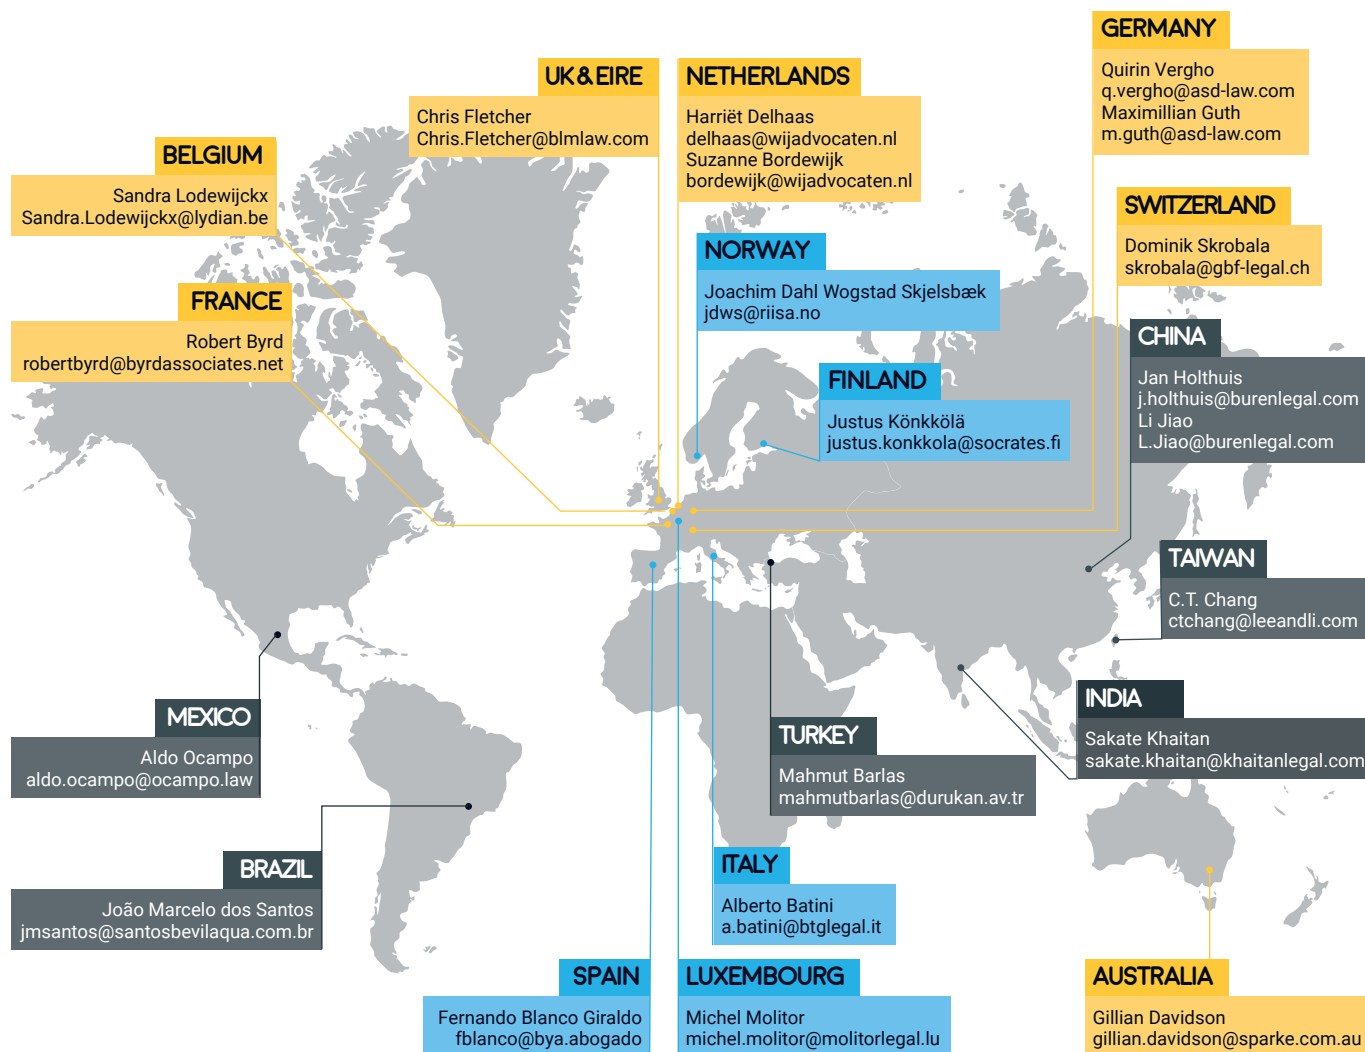 GERMANY
Quirin Vergho
q.vergho@asd-law.com
Maximillian Guth
m.guth@asd-law.com
UK & EIRE
Chris Fletcher
Chris.Fletcher@blmlaw.com
NETHERLANDS
Harriët Delhaas
delhaas@wijadvocaten.nl
Suzanne Bordewijk
bordewijk@wijadvocaten.nl
BELGIUM
Sandra Lodewijckx
Sandra.Lodewijckx@lydian.be
SWITZERLAND
Dominik Skrobala
skrobala@gbf-legal.ch
NORWAY
Joachim Dahl Wogstad Skjelsbæk
jdws@riisa.no
FRANCE
Robert Byrd
robertbyrd@byrdassociates.net
CHINA
Jan Holthuis
j.holthuis@burenlegal.com
Li Jiao
L.Jiao@burenlegal.com
FINLAND
Justus Könkkölä
justus.konkkola@socrates.fi
TAIWAN
C.T. Chang
ctchang@leeandli.com
INDIA
Sakate Khaitan
sakate.khaitan@khaitanlegal.com
MEXICO
Aldo Ocampo
aldo.ocampo@ocampo.law
TURKEY
Mahmut Barlas
mahmutbarlas@durukan.av.tr
BRAZIL
João Marcelo dos Santos
jmsantos@santosbevilaqua.com.br
ITALY
Alberto Batini
a.batini@btglegal.it
SPAIN
Fernando Blanco Giraldo
fblanco@bya.abogado
LUXEMBOURG
Michel Molitor
michel.molitor@molitorlegal.lu
AUSTRALIA
Gillian Davidson
gillian.davidson@sparke.com.au